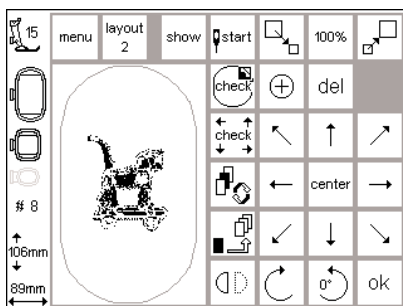 15 menu layout show start 100%
2
check del
check
center
# 8
106mm
89mm 0° ok